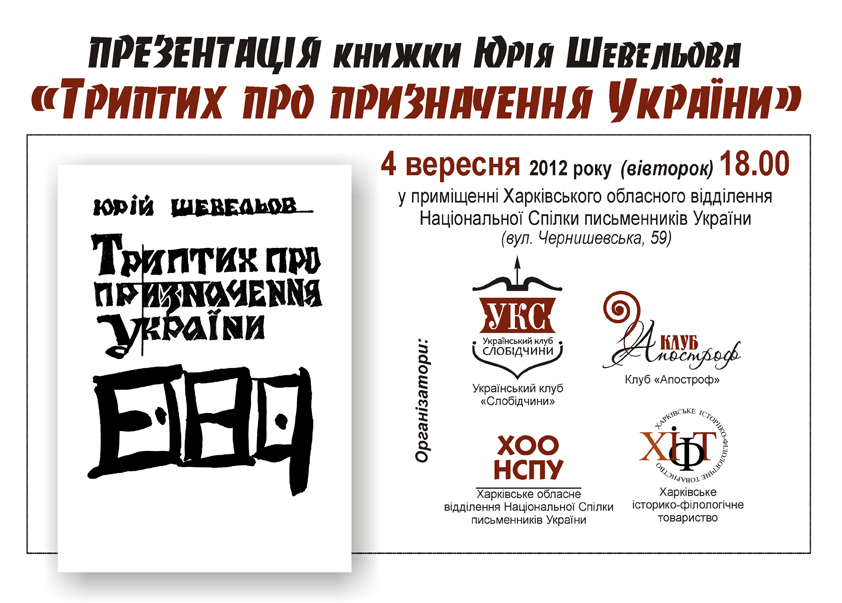 ПРЕЗЕНТАЦІЯ книжки Юрія Шевельова
«Триптих про призначення України»
Юрій Шевельов
Триптих про
призначення
України
4 вересня 2012 року (вівторок) 18.00
у приміщенні Харківського обласного відділення
Національної Спілки письменників України
(вул. Чернишевська, 59)
Організатори:
УКС
Український клуб
СЛОБІДЧИНИ
Український клуб
«Слобідчини»
КЛУБ
Апостроф
Клуб «Апостроф»
ХОО
НСПУ
Харківське обласне
відділення Національної Спілки
письменників України
ХАРКІВСЬКЕ ІСТОРИКО-ФІЛОЛОГІЧНЕ ТОВАРИСТВО
ХІФТ
Харківське
історико-філологічне
товариство